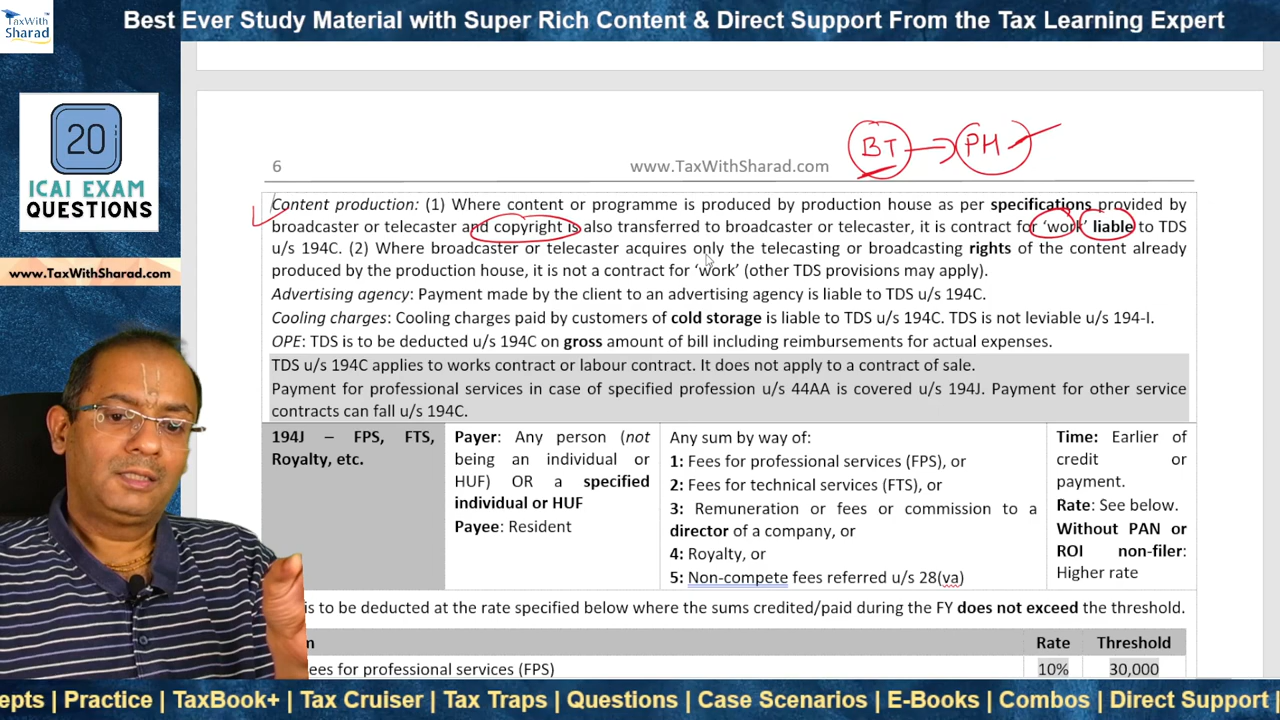 TaxWith
Sharad
Best Ever Study Material with Super Rich Content & Direct Support From the Tax Learning Expert
20
ICAI EXAM
QUESTIONS
www.TaxWithSharad.com
BT → PH
6
www.TaxWithSharad.com
Content production: (1) Where content or programme is produced by production house as per specifications provided by
broadcaster or telecaster and copyright is also transferred to broadcaster or telecaster, it is contract for ‘work’ liable to TDS
u/s 194C. (2) Where broadcaster or telecaster acquires only the telecasting or broadcasting rights of the content already
produced by the production house, it is not a contract for ‘work’ (other TDS provisions may apply).
Advertising agency: Payment made by the client to an advertising agency is liable to TDS u/s 194C.
Cooling charges: Cooling charges paid by customers of cold storage is liable to TDS u/s 194C. TDS is not leviable u/s 194-I.
OPE: TDS is to be deducted u/s 194C on gross amount of bill including reimbursements for actual expenses.
TDS u/s 194C applies to works contract or labour contract. It does not apply to a contract of sale.
Payment for professional services in case of specified profession u/s 44AA is covered u/s 194J. Payment for other service
contracts can fall u/s 194C.
194J – FPS, FTS,
Royalty, etc.
Payer: Any person (not
being an individual or
HUF) OR a specified
individual or HUF
Payee: Resident
Any sum by way of:
1: Fees for professional services (FPS), or
2: Fees for technical services (FTS), or
3: Remuneration or fees or commission to a
director of a company, or
4: Royalty, or
5: Non-compete fees referred u/s 28(va)
Time: Earlier of
credit or
payment.
Rate: See below.
Without PAN or
ROI non-filer:
Higher rate
is to be deducted at the rate specified below where the sums credited/paid during the FY does not exceed the threshold.
Rate
Threshold
ees for professional services (FPS)
10%
30,000
epts | Practice | TaxBook+ | Tax Cruiser | Tax Traps | Questions | Case Scenarios | E-Books | Combos | Direct Support |